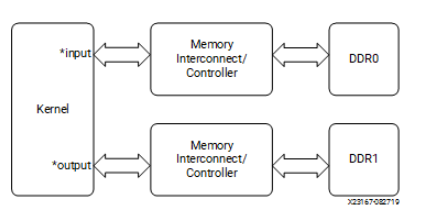 *input
Memory
Interconnect/
Controller
DDR0
Kernel
*output
Memory
Interconnect/
Controller
DDR1
X23167-082719